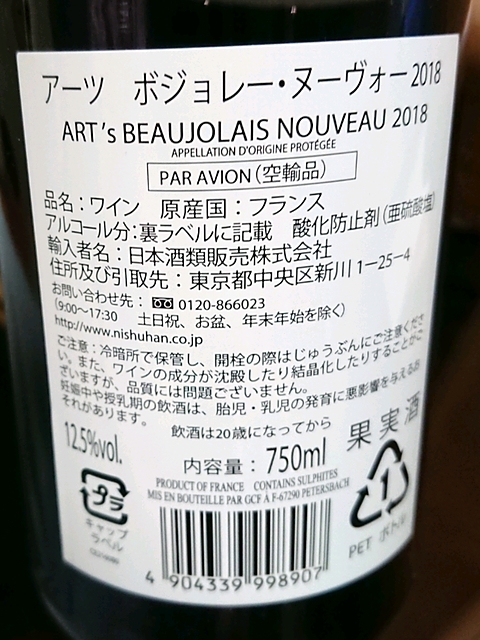 アーツ　ボジョレー・ヌーヴォー2018
ART's BEAUJOLAIS NOUVEAU 2018
APPELLATION D'ORIGINE PROTÉGÉE
PAR AVION（空輸品）
品名：ワイン　原産国：フランス
アルコール分：裏ラベルに記載　酸化防止剤（亜硫酸塩）
輸入者名：日本酒類販売株式会社
住所及び引取先：東京都中央区新川1－25－4
お問い合わせ先：0120-866023
（9:00～17:30　土日祝、お盆、年末年始を除く）
http://www.nishuhan.co.jp
ご注意：冷暗所で保管し、開栓の際はじゅうぶんにご注意くださ
い。また、ワインの成分が沈殿したり結晶化したりすることがご
ざいますが、品質には問題ございません。
妊娠中や授乳期の飲酒は、胎児・乳児の発育に悪影響を与えるお
それがあります。
飲酒は20歳になってから
12.5%vol.
果実酒
内容量：750ml
PRODUCT OF FRANCE　CONTAINS SULPHITES
MIS EN BOUTEILLE PAR GCF À F-67290 PETERSBACH
プラ
キャップ
ラベル
1
PET ボトル
4 904339 998907